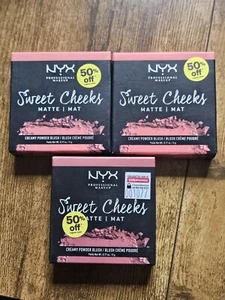 NYX
PROFESSIONAL MAKEUP
50%
off
Sweet Cheeks
MATTE | MAT
CREAMY POWDER BLUSH / BLUSH CRÈME POUDRE
NYX
PROFESSIONAL MAKEUP
50%
off
Sweet Cheeks
MATTE | MAT
CREAMY POWDER BLUSH / BLUSH CRÈME POUDRE
NYX
PROFESSIONAL
MAKEUP
Sweet Cheeks
50%
off
MATTE | MAT
CREAMY POWDER BLUSH / BLUSH CRÈME POUDRE